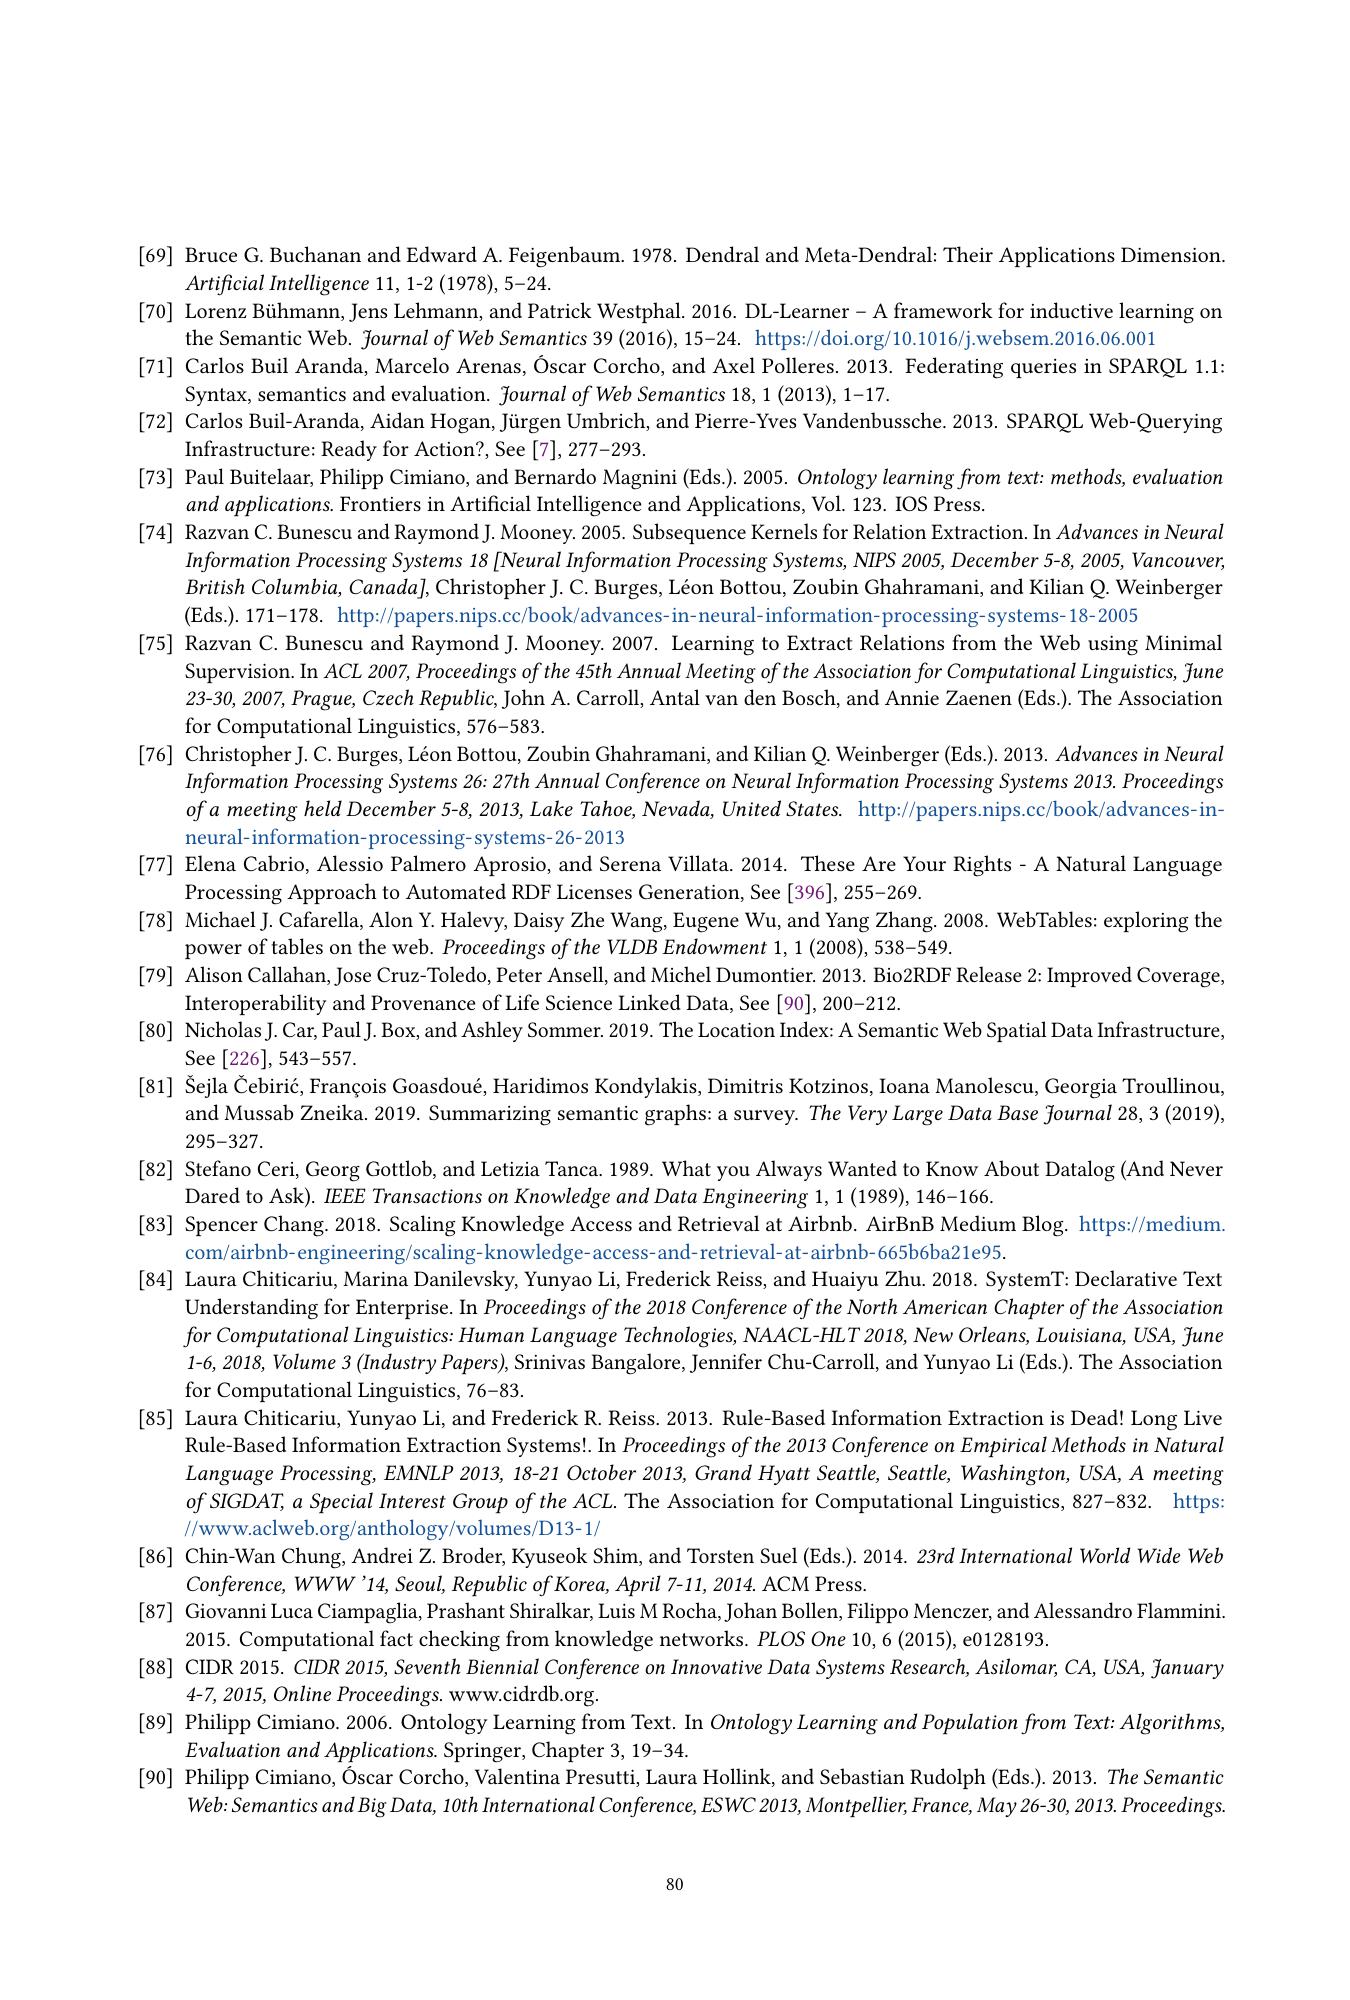 [69] Bruce G. Buchanan and Edward A. Feigenbaum. 1978. Dendral and Meta-Dendral: Their Applications Dimension.
Artificial Intelligence 11, 1-2 (1978), 5–24.
[70] Lorenz Bühmann, Jens Lehmann, and Patrick Westphal. 2016. DL-Learner – A framework for inductive learning on
the Semantic Web. Journal of Web Semantics 39 (2016), 15–24. https://doi.org/10.1016/j.websem.2016.06.001
[71] Carlos Buil Aranda, Marcelo Arenas, Óscar Corcho, and Axel Polleres. 2013. Federating queries in SPARQL 1.1:
Syntax, semantics and evaluation. Journal of Web Semantics 18, 1 (2013), 1–17.
[72] Carlos Buil-Aranda, Aidan Hogan, Jürgen Umbrich, and Pierre-Yves Vandenbussche. 2013. SPARQL Web-Querying
Infrastructure: Ready for Action?, See [7], 277–293.
[73] Paul Buitelaar, Philipp Cimiano, and Bernardo Magnini (Eds.). 2005. Ontology learning from text: methods, evaluation
and applications. Frontiers in Artificial Intelligence and Applications, Vol. 123. IOS Press.
[74] Razvan C. Bunescu and Raymond J. Mooney. 2005. Subsequence Kernels for Relation Extraction. In Advances in Neural
Information Processing Systems 18 [Neural Information Processing Systems, NIPS 2005, December 5-8, 2005, Vancouver,
British Columbia, Canada], Christopher J. C. Burges, Léon Bottou, Zoubin Ghahramani, and Kilian Q. Weinberger
(Eds.). 171–178. http://papers.nips.cc/book/advances-in-neural-information-processing-systems-18-2005
[75] Razvan C. Bunescu and Raymond J. Mooney. 2007. Learning to Extract Relations from the Web using Minimal
Supervision. In ACL 2007, Proceedings of the 45th Annual Meeting of the Association for Computational Linguistics, June
23-30, 2007, Prague, Czech Republic, John A. Carroll, Antal van den Bosch, and Annie Zaenen (Eds.). The Association
for Computational Linguistics, 576–583.
[76] Christopher J. C. Burges, Léon Bottou, Zoubin Ghahramani, and Kilian Q. Weinberger (Eds.). 2013. Advances in Neural
Information Processing Systems 26: 27th Annual Conference on Neural Information Processing Systems 2013. Proceedings
of a meeting held December 5-8, 2013, Lake Tahoe, Nevada, United States. http://papers.nips.cc/book/advances-in-
neural-information-processing-systems-26-2013
[77] Elena Cabrio, Alessio Palmero Aprosio, and Serena Villata. 2014. These Are Your Rights - A Natural Language
Processing Approach to Automated RDF Licenses Generation, See [396], 255–269.
[78] Michael J. Cafarella, Alon Y. Halevy, Daisy Zhe Wang, Eugene Wu, and Yang Zhang. 2008. WebTables: exploring the
power of tables on the web. Proceedings of the VLDB Endowment 1, 1 (2008), 538–549.
[79] Alison Callahan, Jose Cruz-Toledo, Peter Ansell, and Michel Dumontier. 2013. Bio2RDF Release 2: Improved Coverage,
Interoperability and Provenance of Life Science Linked Data, See [90], 200–212.
[80] Nicholas J. Car, Paul J. Box, and Ashley Sommer. 2019. The Location Index: A Semantic Web Spatial Data Infrastructure,
See [226], 543–557.
[81] Šejla Čebirić, François Goasdoué, Haridimos Kondylakis, Dimitris Kotzinos, Ioana Manolescu, Georgia Troullinou,
and Mussab Zneika. 2019. Summarizing semantic graphs: a survey. The Very Large Data Base Journal 28, 3 (2019),
295–327.
[82] Stefano Ceri, Georg Gottlob, and Letizia Tanca. 1989. What you Always Wanted to Know About Datalog (And Never
Dared to Ask). IEEE Transactions on Knowledge and Data Engineering 1, 1 (1989), 146–166.
[83] Spencer Chang. 2018. Scaling Knowledge Access and Retrieval at Airbnb. AirBnB Medium Blog. https://medium.
com/airbnb-engineering/scaling-knowledge-access-and-retrieval-at-airbnb-665b6ba21e95.
[84] Laura Chiticariu, Marina Danilevsky, Yunyao Li, Frederick Reiss, and Huaiyu Zhu. 2018. SystemT: Declarative Text
Understanding for Enterprise. In Proceedings of the 2018 Conference of the North American Chapter of the Association
for Computational Linguistics: Human Language Technologies, NAACL-HLT 2018, New Orleans, Louisiana, USA, June
1-6, 2018, Volume 3 (Industry Papers), Srinivas Bangalore, Jennifer Chu-Carroll, and Yunyao Li (Eds.). The Association
for Computational Linguistics, 76–83.
[85] Laura Chiticariu, Yunyao Li, and Frederick R. Reiss. 2013. Rule-Based Information Extraction is Dead! Long Live
Rule-Based Information Extraction Systems!. In Proceedings of the 2013 Conference on Empirical Methods in Natural
Language Processing, EMNLP 2013, 18-21 October 2013, Grand Hyatt Seattle, Seattle, Washington, USA, A meeting
of SIGDAT, a Special Interest Group of the ACL. The Association for Computational Linguistics, 827–832. https:
//www.aclweb.org/anthology/volumes/D13-1/
[86] Chin-Wan Chung, Andrei Z. Broder, Kyuseok Shim, and Torsten Suel (Eds.). 2014. 23rd International World Wide Web
Conference, WWW ’14, Seoul, Republic of Korea, April 7-11, 2014. ACM Press.
[87] Giovanni Luca Ciampaglia, Prashant Shiralkar, Luis M Rocha, Johan Bollen, Filippo Menczer, and Alessandro Flammini.
2015. Computational fact checking from knowledge networks. PLOS One 10, 6 (2015), e0128193.
[88] CIDR 2015. CIDR 2015, Seventh Biennial Conference on Innovative Data Systems Research, Asilomar, CA, USA, January
4-7, 2015, Online Proceedings. www.cidrdb.org.
[89] Philipp Cimiano. 2006. Ontology Learning from Text. In Ontology Learning and Population from Text: Algorithms,
Evaluation and Applications. Springer, Chapter 3, 19–34.
[90] Philipp Cimiano, Óscar Corcho, Valentina Presutti, Laura Hollink, and Sebastian Rudolph (Eds.). 2013. The Semantic
Web: Semantics and Big Data, 10th International Conference, ESWC 2013, Montpellier, France, May 26-30, 2013. Proceedings.
80